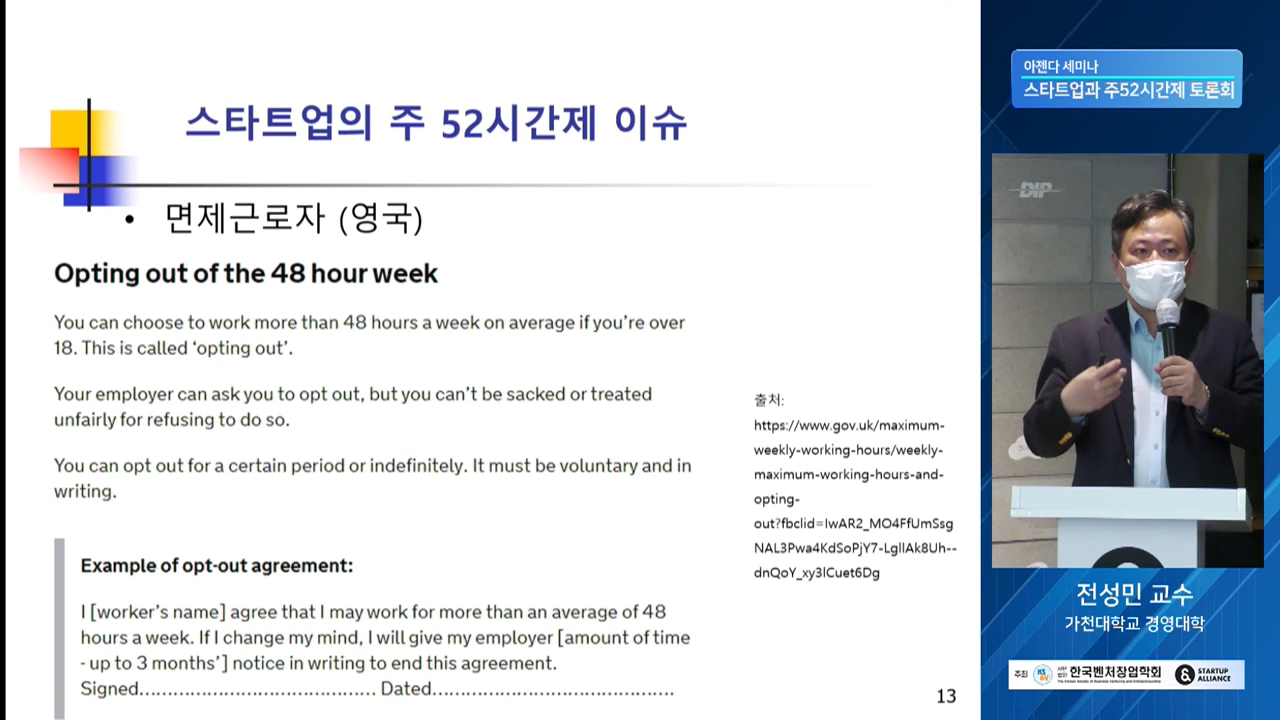 스타트업의 주 52시간제 이슈
• 면제근로자 (영국)
Opting out of the 48 hour week
You can choose to work more than 48 hours a week on average if you’re over
18. This is called ‘opting out’.
Your employer can ask you to opt out, but you can’t be sacked or treated
unfairly for refusing to do so.
You can opt out for a certain period or indefinitely. It must be voluntary and in
writing.
Example of opt-out agreement:
I [worker’s name] agree that I may work for more than an average of 48
hours a week. If I change my mind, I will give my employer [amount of time
- up to 3 months’] notice in writing to end this agreement.
Signed......................................... Dated..........................................
출처:
https://www.gov.uk/maximum-
weekly-working-hours/weekly-
maximum-working-hours-and-
opting-
out?fbclid=IwAR2_MO4FfUmSsg
NAL3Pwa4KdSoPjY7-LgllAk8Uh--
dnQoY_xy3lCuet6Dg
13
아젠다 세미나
스타트업과 주52시간제 토론회
DIP
전성민 교수
가천대학교 경영대학
주최
사단
법인
한국벤처창업학회
STARTUP
ALLIANCE